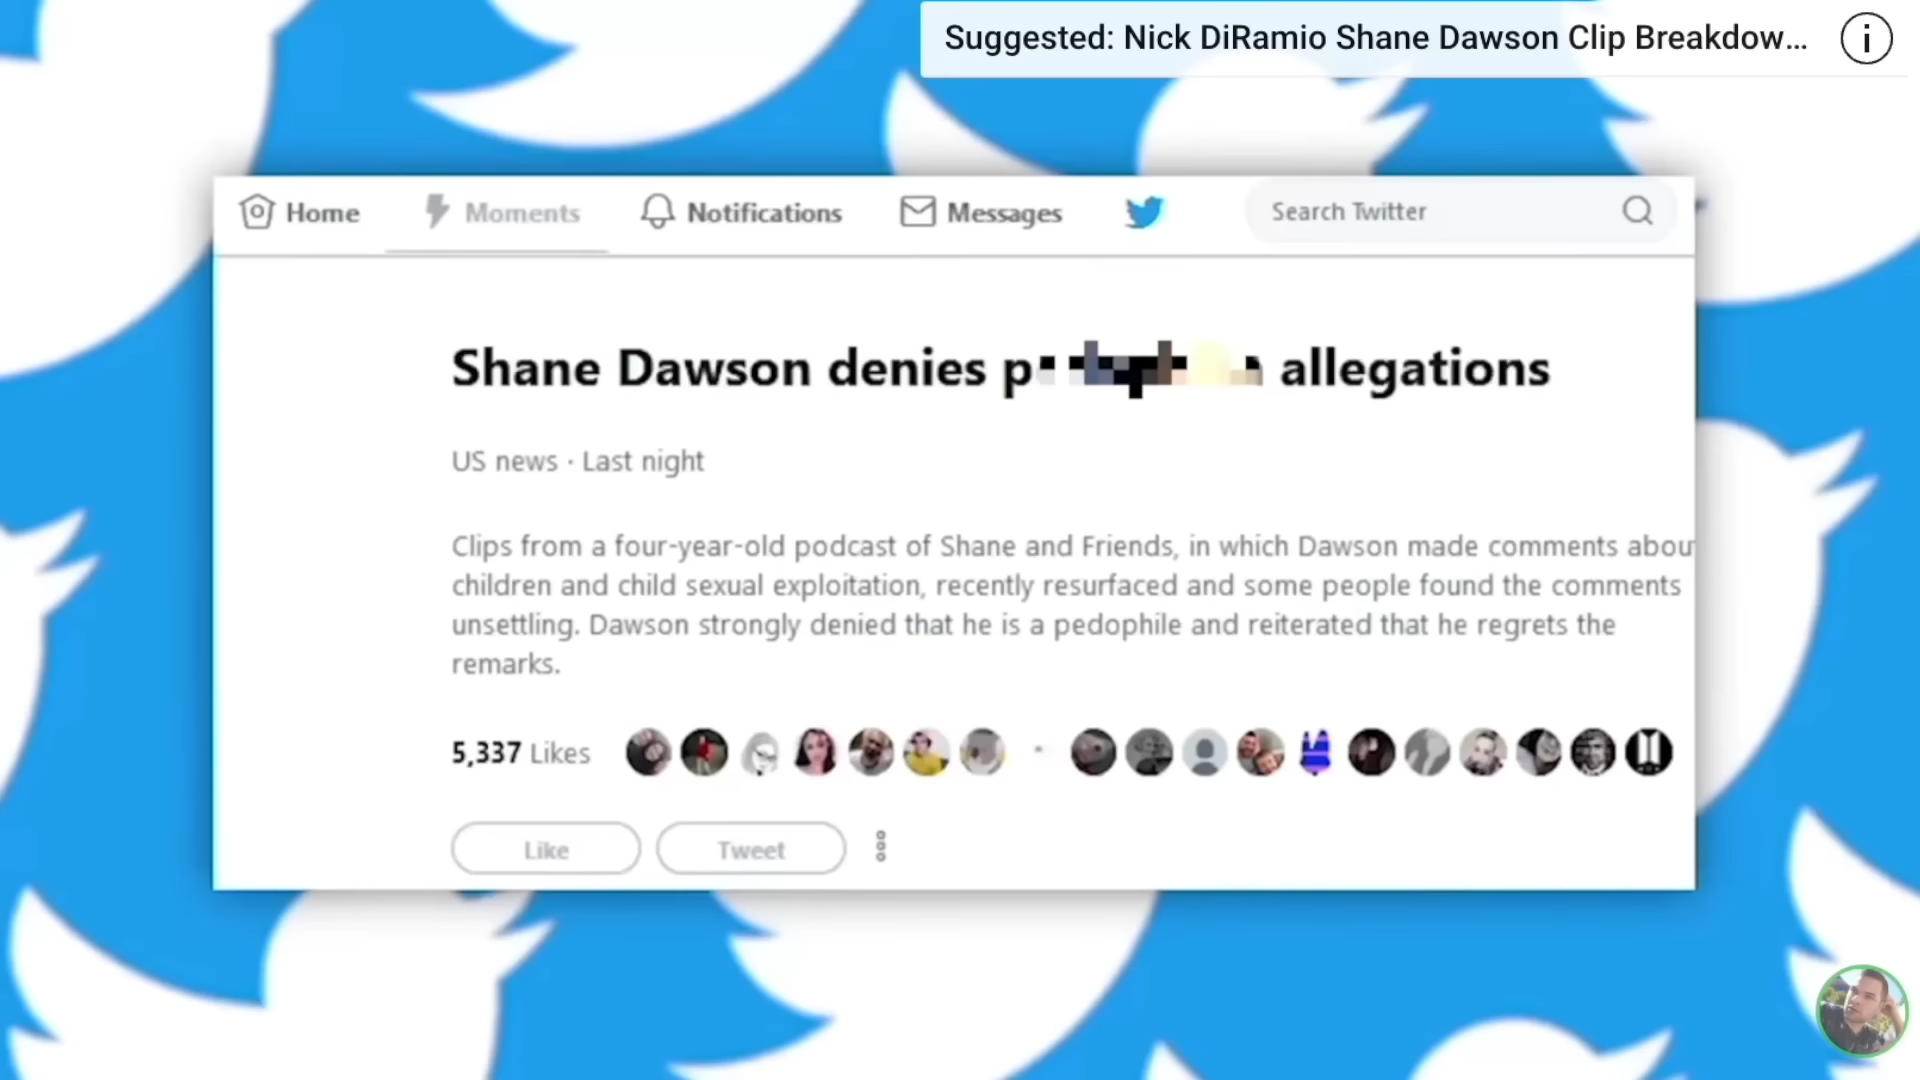 Suggested: Nick DiRamio Shane Dawson Clip Breakdow...
Home Moments Notifications Messages Search Twitter
Shane Dawson denies allegations
US news · Last night
Clips from a four-year-old podcast of Shane and Friends, in which Dawson made comments abou
children and child sexual exploitation, recently resurfaced and some people found the comments
unsettling. Dawson strongly denied that he is a pedophile and reiterated that he regrets the
remarks.
5,337 Likes
Like Tweet